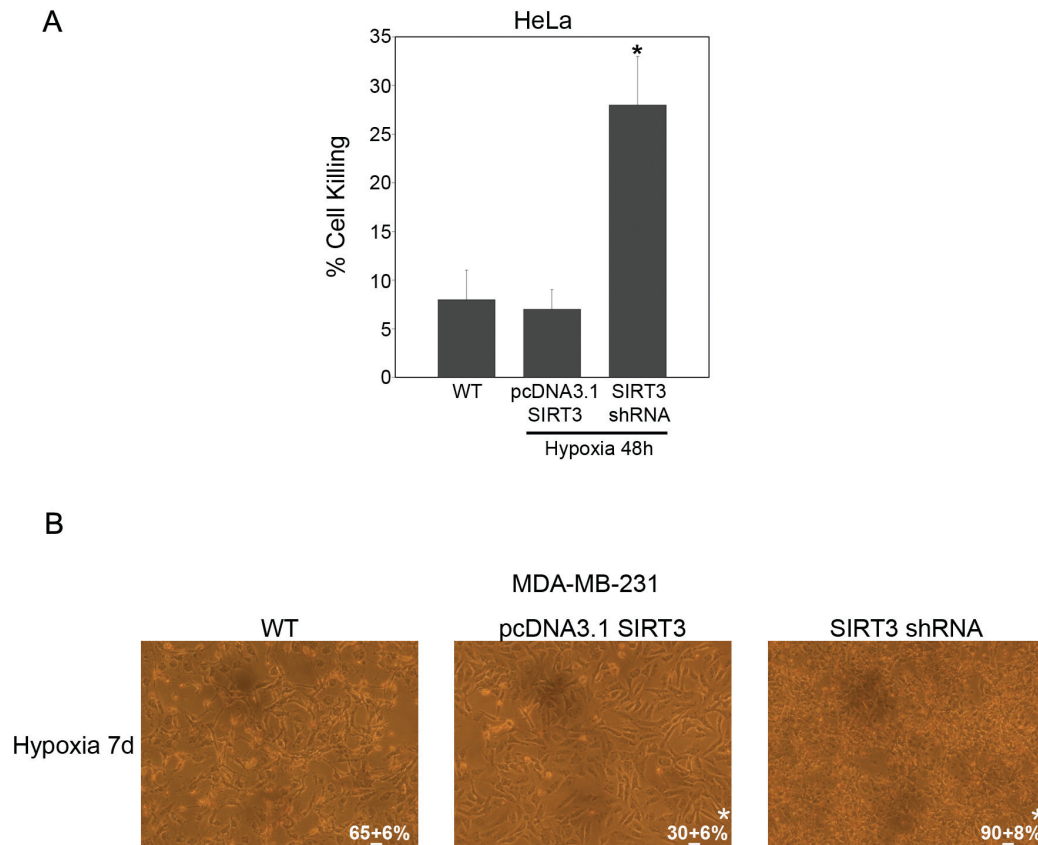 A
HeLa
35
30
25
20
15
10
5
0
% Cell Killing
*
WT
pcDNA3.1 SIRT3
SIRT3 shRNA
Hypoxia 48h
B
MDA-MB-231
WT
pcDNA3.1 SIRT3
SIRT3 shRNA
Hypoxia 7d
65±6%
*
30±6%
*
90±8%